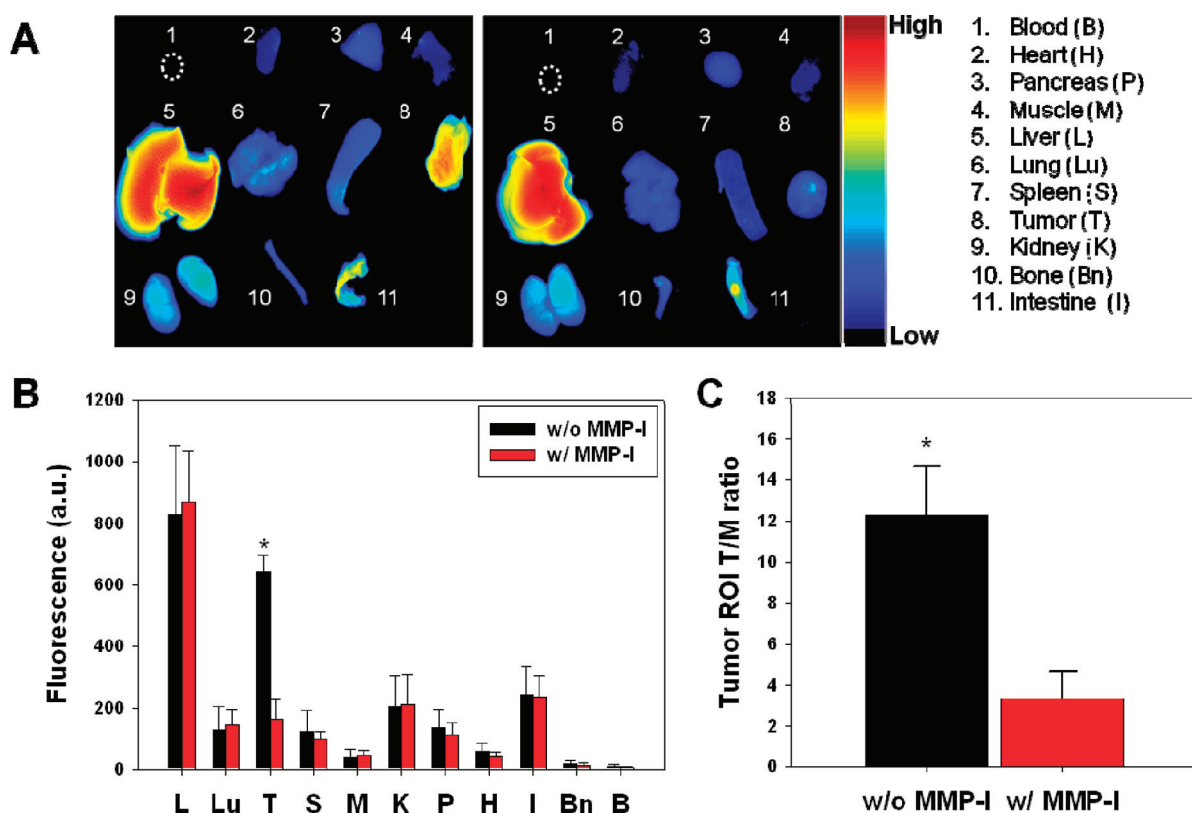 A
1
2
3
4
5
6
7
8
9
10
11
1
2
3
4
5
6
7
8
9
10
11
High
Low
1. Blood (B)
2. Heart (H)
3. Pancreas (P)
4. Muscle (M)
5. Liver (L)
6. Lung (Lu)
7. Spleen (S)
8. Tumor (T)
9. Kidney (K)
10. Bone (Bn)
11. Intestine (I)
B
Fluorescence (a.u.)
1200
1000
800
600
400
200
0
w/o MMP-I
w/ MMP-I
*
L Lu T S M K P H I Bn B
C
Tumor ROI T/M ratio
18
16
14
12
10
8
6
4
2
0
*
w/o MMP-I w/ MMP-I